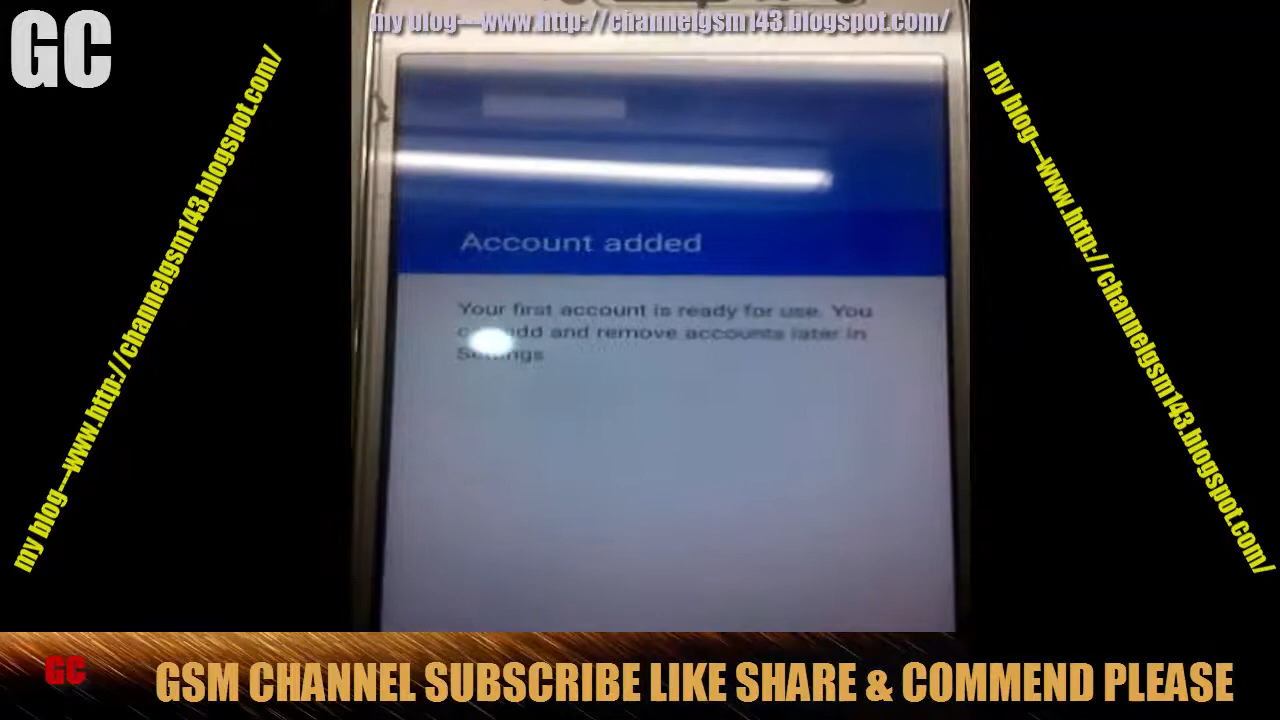 GC
my blog---www.http://channelgsm143.blogspot.com/
my blog---www.http://channelgsm143.blogspot.com/
my blog---www.http://channelgsm143.blogspot.com/
Account added
Your first account is ready for use. You
add and remove accounts later in
Settings
GC
GSM CHANNEL SUBSCRIBE LIKE SHARE & COMMEND PLEASE